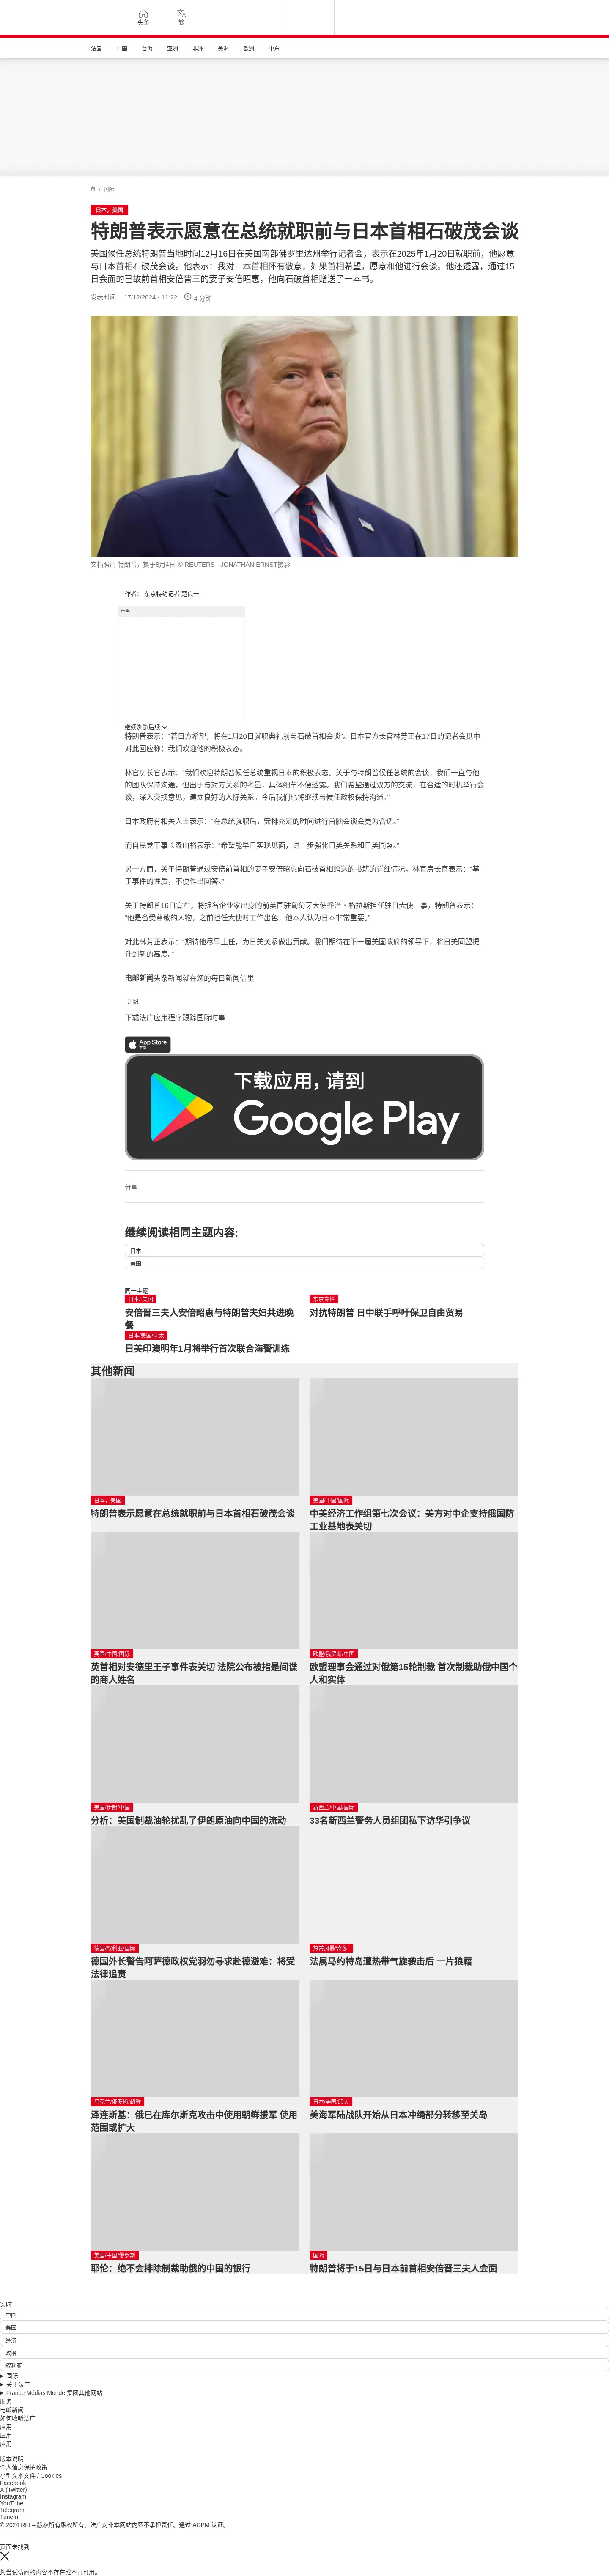 头条
繁
法国
中国
台海
亚洲
非洲
美洲
欧洲
中东
/ 国际
日本，美国
特朗普表示愿意在总统就职前与日本首相石破茂会谈
美国候任总统特朗普当地时间12月16日在美国南部佛罗里达州举行记者会，表示在2025年1月20日就职前，他愿意
与日本首相石破茂会谈。他表示：我对日本首相怀有敬意，如果首相希望，愿意和他进行会谈。他还透露，通过15
日会面的已故前首相安倍晋三的妻子安倍昭惠，他向石破首相赠送了一本书。
发表时间： 17/12/2024 - 11:22
4 分钟
文档照片 特朗普，摄于8月4日 © REUTERS - JONATHAN ERNST摄影
作者： 东京特约记者 楚良一
广告
继续浏览后续
特朗普表示：“若日方希望，将在1月20日就职典礼前与石破首相会谈”。日本官方长官林芳正在17日的记者会见中
对此回应称：我们欢迎他的积极表态。
林官房长官表示：“我们欢迎特朗普候任总统重视日本的积极表态。关于与特朗普候任总统的会谈，我们一直与他
的团队保持沟通，但出于与对方关系的考量，具体细节不便透露。我们希望通过双方的交流，在合适的时机举行会
谈，深入交换意见，建立良好的人际关系。今后我们也将继续与候任政权保持沟通。”
日本政府有相关人士表示：“在总统就职后，安排充足的时间进行首脑会谈会更为合适。”
而自民党干事长森山裕表示：“希望能早日实现见面，进一步强化日美关系和日美同盟。”
另一方面，关于特朗普通过安倍前首相的妻子安倍昭惠向石破首相赠送的书籍的详细情况，林官房长官表示：“基
于事件的性质，不便作出回答。”
关于特朗普16日宣布，将提名企业家出身的前美国驻葡萄牙大使乔治・格拉斯担任驻日大使一事，特朗普表示：
“他是备受尊敬的人物，之前担任大使时工作出色，他本人认为日本非常重要。”
对此林芳正表示：“期待他尽早上任，为日美关系做出贡献。我们期待在下一届美国政府的领导下，将日美同盟提
升到新的高度。”
电邮新闻头条新闻就在您的每日新闻信里
订阅
下载法广应用程序跟踪国际时事
App Store
下载
下载应用，请到
Google Play
分享 :
继续阅读相同主题内容:
日本
美国
同一主题
日本/ 美国
安倍晋三夫人安倍昭惠与特朗普夫妇共进晚
餐
东京专栏
对抗特朗普 日中联手呼吁保卫自由贸易
日本/美国/印太
日美印澳明年1月将举行首次联合海警训练
其他新闻
日本，美国
特朗普表示愿意在总统就职前与日本首相石破茂会谈
美国/中国/国际
中美经济工作组第七次会议：美方对中企支持俄国防
工业基地表关切
英国/中国/国际
英首相对安德里王子事件表关切 法院公布被指是间谍
的商人姓名
欧盟/俄罗斯/中国
欧盟理事会通过对俄第15轮制裁 首次制裁助俄中国个
人和实体
美国/伊朗/中国
分析：美国制裁油轮扰乱了伊朗原油向中国的流动
新西兰/中国/国际
33名新西兰警务人员组团私下访华引争议
德国/叙利亚/国际
德国外长警告阿萨德政权党羽勿寻求赴德避难：将受
法律追责
热带风暴“奇多”
法属马约特岛遭热带气旋袭击后 一片狼藉
乌克兰/俄罗斯/朝鲜
泽连斯基：俄已在库尔斯克攻击中使用朝鲜援军 使用
范围或扩大
日本/美国/印太
美海军陆战队开始从日本冲绳部分转移至关岛
美国/中国/俄罗斯
耶伦：绝不会排除制裁助俄的中国的银行
国际
特朗普将于15日与日本前首相安倍晋三夫人会面
实时
中国
美国
经济
政治
叙利亚
国际
关于法广
France Médias Monde 集团其他网站
服务
电邮新闻
如何收听法广
应用
应用
应用
版本说明
个人信息保护政策
小型文本文件 / Cookies
Facebook
X (Twitter)
Instagram
YouTube
Telegram
TuneIn
© 2024 RFI – 版权所有版权所有。法广对非本网站内容不承担责任。通过 ACPM 认证。
页面未找到
您尝试访问的内容不存在或不再可用。